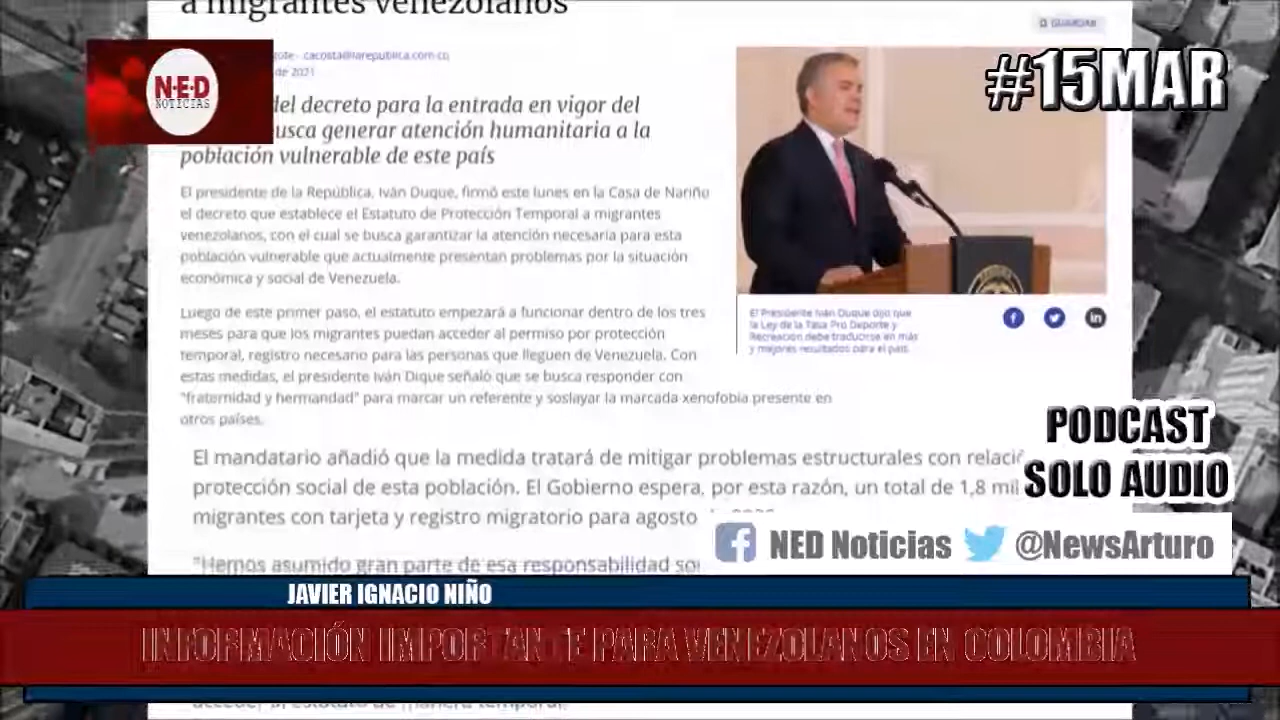 a migrantes venezolanos
GUARDAR
N·E·D
NOTICIAS
cacosta@larepublica.com.co
de 2021
#15MAR
del decreto para la entrada en vigor del
usca generar atención humanitaria a la
población vulnerable de este país
El presidente de la República, Iván Duque, firmó este lunes en la Casa de Nariño
el decreto que establece el Estatuto de Protección Temporal a migrantes
venezolanos, con el cual se busca garantizar la atención necesaria para esta
población vulnerable que actualmente presentan problemas por la situación
económica y social de Venezuela.
Luego de este primer paso, el estatuto empezará a funcionar dentro de los tres
meses para que los migrantes puedan acceder al permiso por protección
temporal, registro necesario para las personas que lleguen de Venezuela. Con
estas medidas, el presidente Iván Dique señaló que se busca responder con
"fraternidad y hermandad" para marcar un referente y soslayar la marcada xenofobia presente en
otros países.
El Presidente Iván Duque dijo que
la Ley de la Tasa Pro Deporte y
Recreación debe traducirse en más
y mejores resultados para el país.
El mandatario añadió que la medida tratará de mitigar problemas estructurales con relació
protección social de esta población. El Gobierno espera, por esta razón, un total de 1,8 mil
migrantes con tarjeta y registro migratorio para agosto
"Hemos asumido gran parte de esa responsabilidad so
PODCAST
SOLO AUDIO
NED Noticias @NewsArturo
JAVIER IGNACIO NIÑO
INFORMACIÓN IMPORTANTE PARA VENEZOLANOS EN COLOMBIA